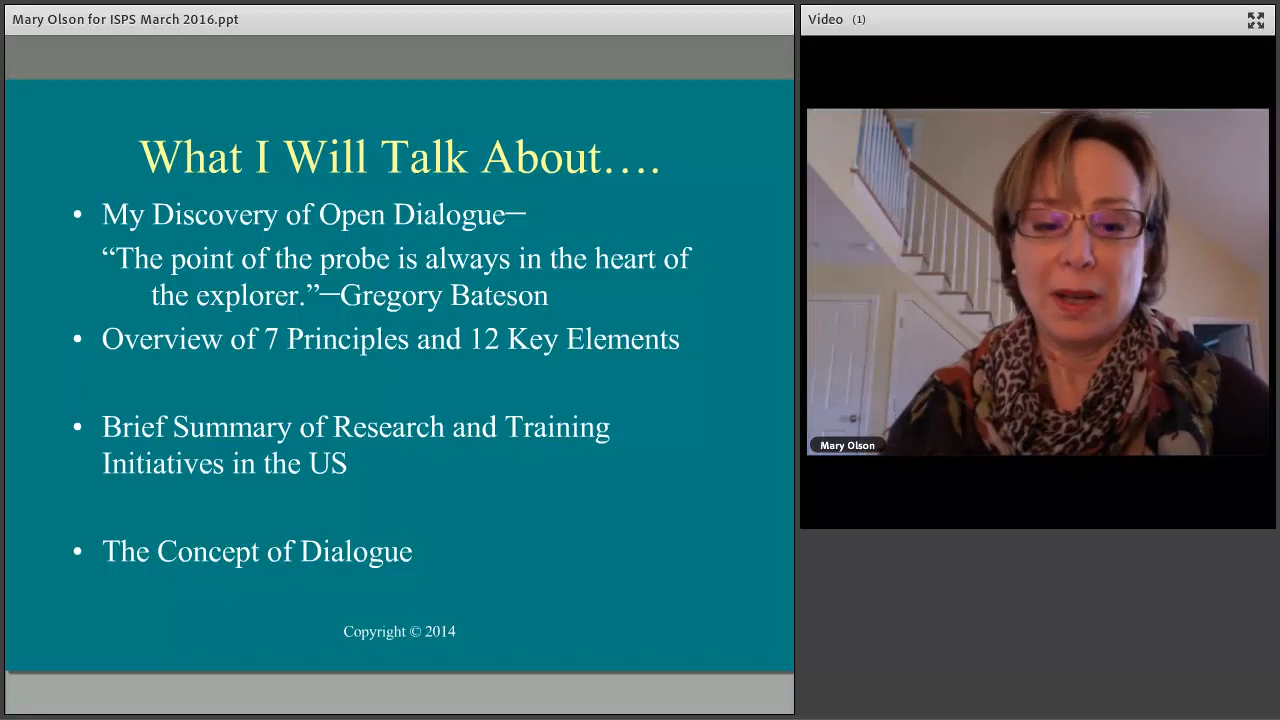 Mary Olson for ISPS March 2016.ppt
Video (1)
What I Will Talk About….
• My Discovery of Open Dialogue—
“The point of the probe is always in the heart of
the explorer.”—Gregory Bateson
• Overview of 7 Principles and 12 Key Elements
• Brief Summary of Research and Training
Initiatives in the US
• The Concept of Dialogue
Copyright © 2014
Mary Olson